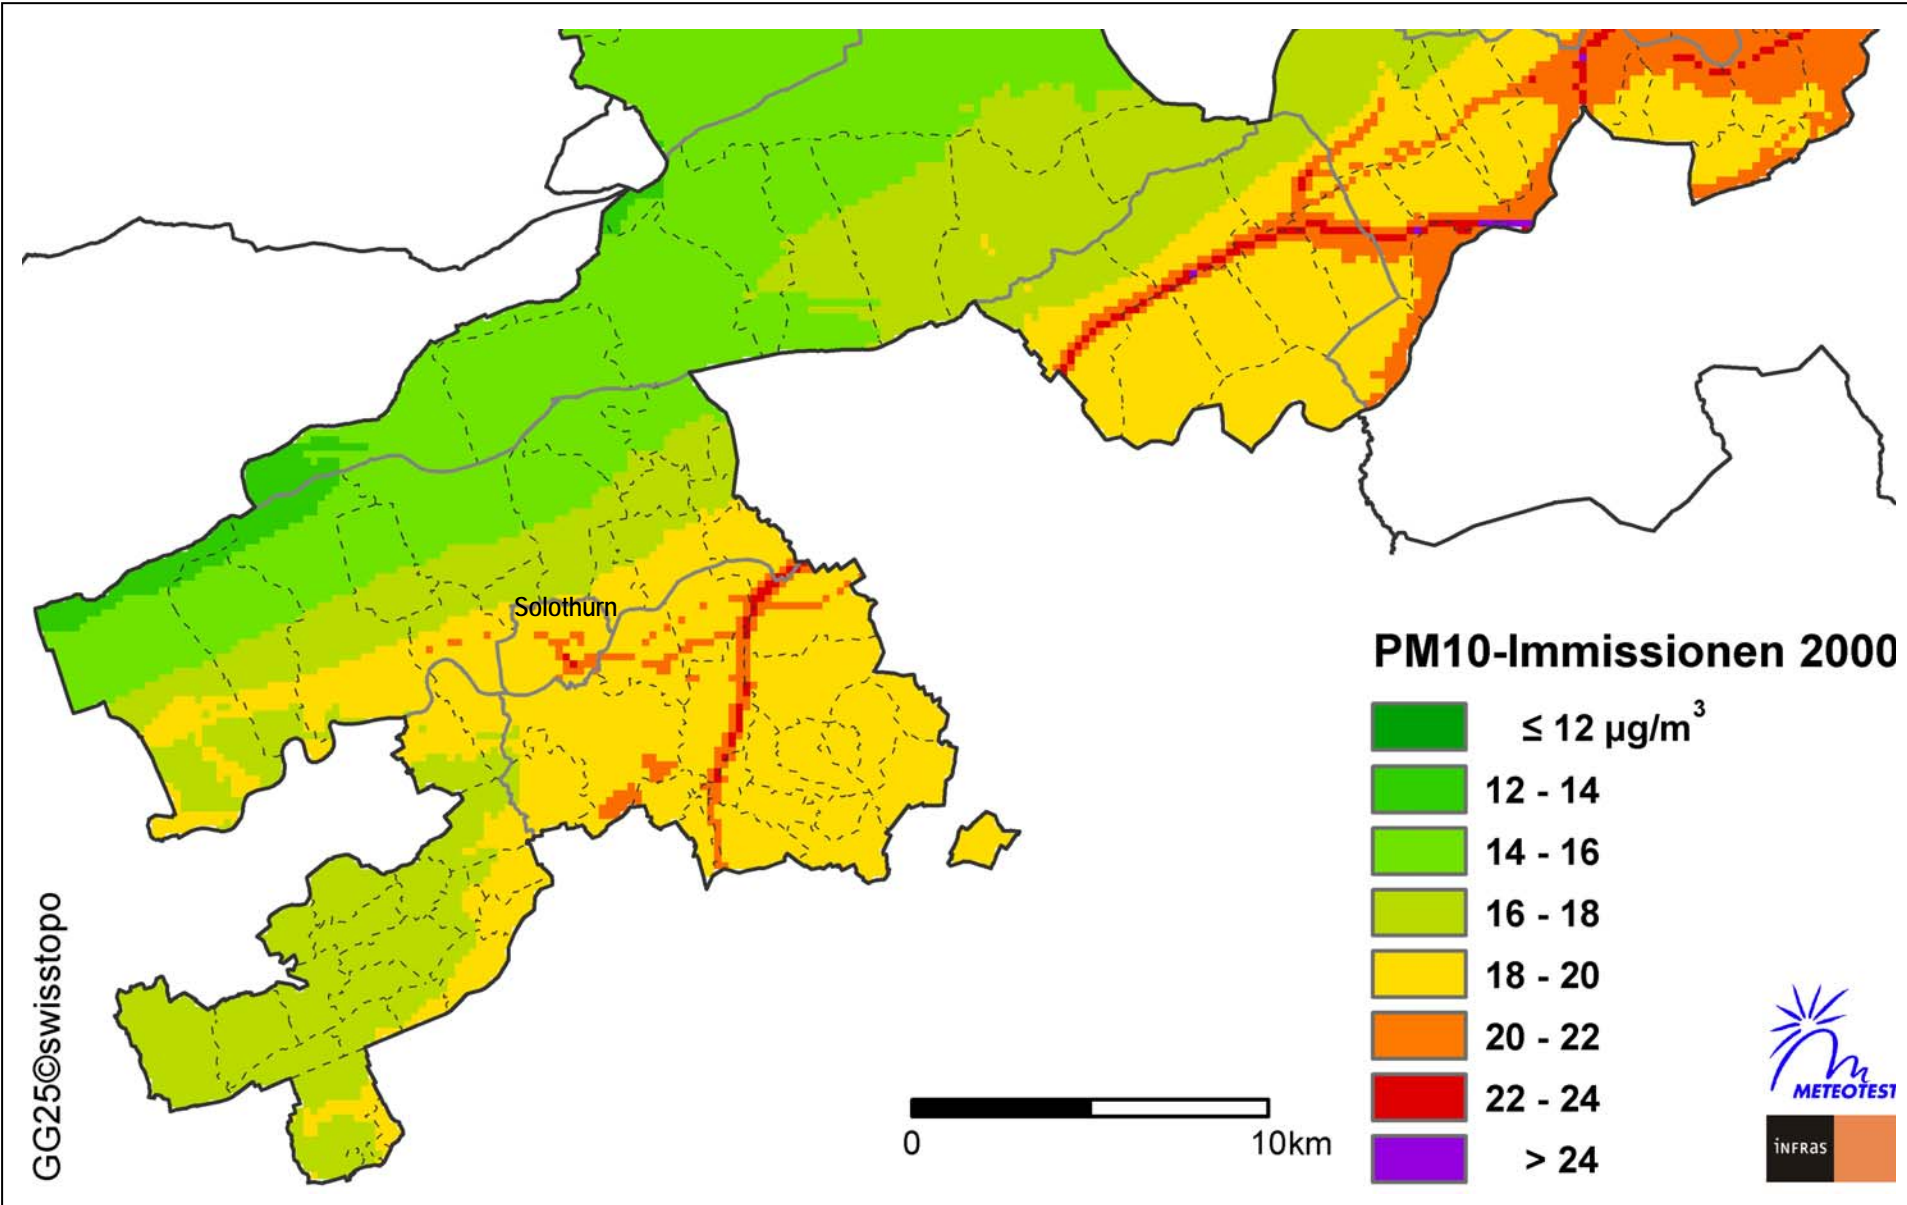 Solothurn
PM10-Immissionen 2000
≤ 12 µg/m³
12 - 14
14 - 16
16 - 18
18 - 20
20 - 22
22 - 24
> 24
0 10km
GG25©swisstopo
METEOTEST
iNFRAS